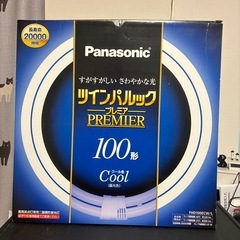 長寿命
20000
時間
Panasonic
すがすがしい さわやかな光
ツインパルック
プレミア
PREMIER
100形
クール色
Cool
(昼光色)